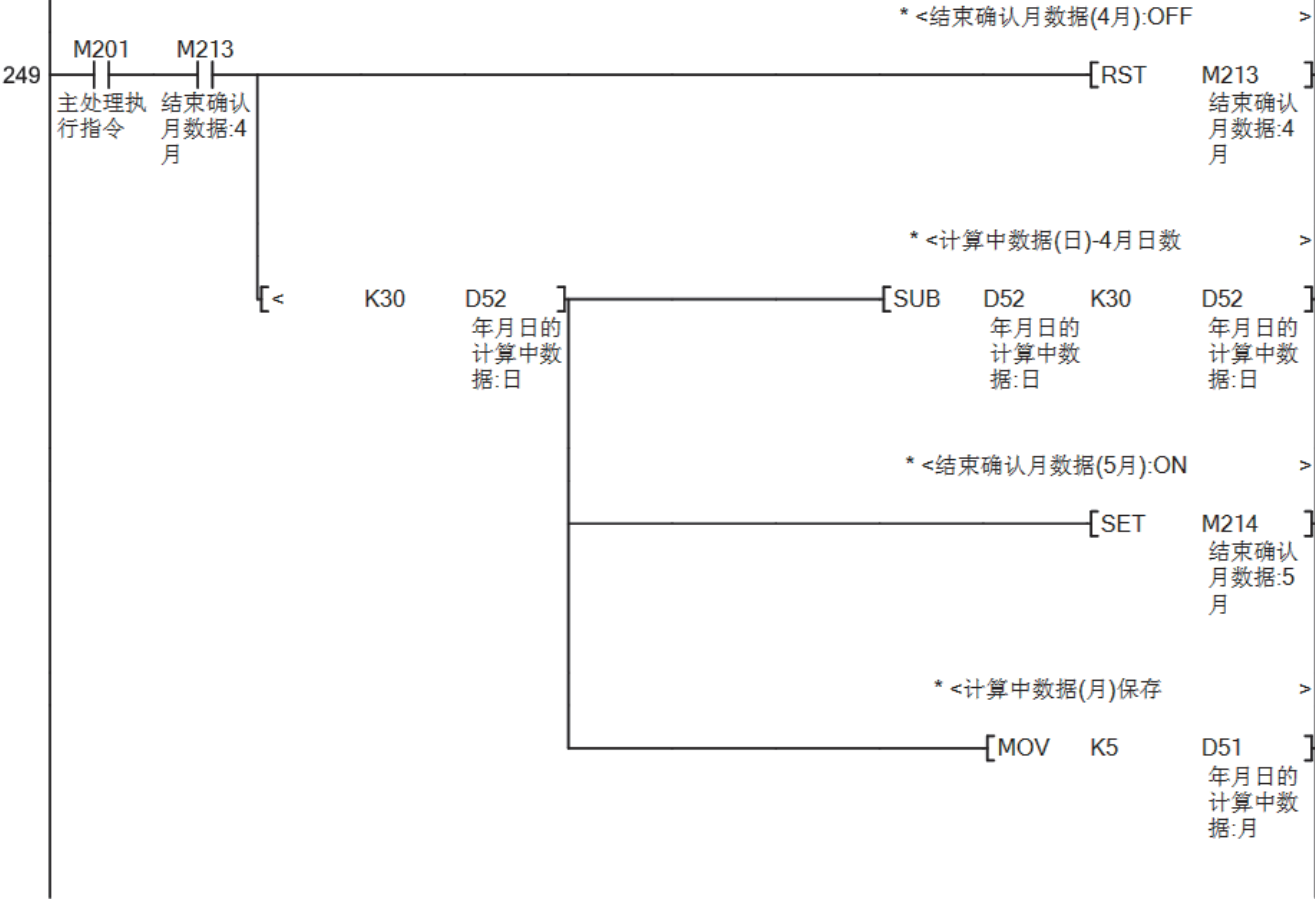 * <结束确认月数据(4月):OFF >
M201 M213
249 [RST M213 ]
主处理执 结束确认 结束确认
行指令 月数据:4 月数据:4
月 月
* <计算中数据(日)-4月日数 >
[< K30 D52 ] [SUB D52 K30 D52 ]
年月日的 年月日的 年月日的
计算中数 计算中数 计算中数
据:日 据:日 据:日
* <结束确认月数据(5月):ON >
[SET M214 ]
结束确认
月数据:5
月
* <计算中数据(月)保存 >
[MOV K5 D51 ]
年月日的
计算中数
据:月